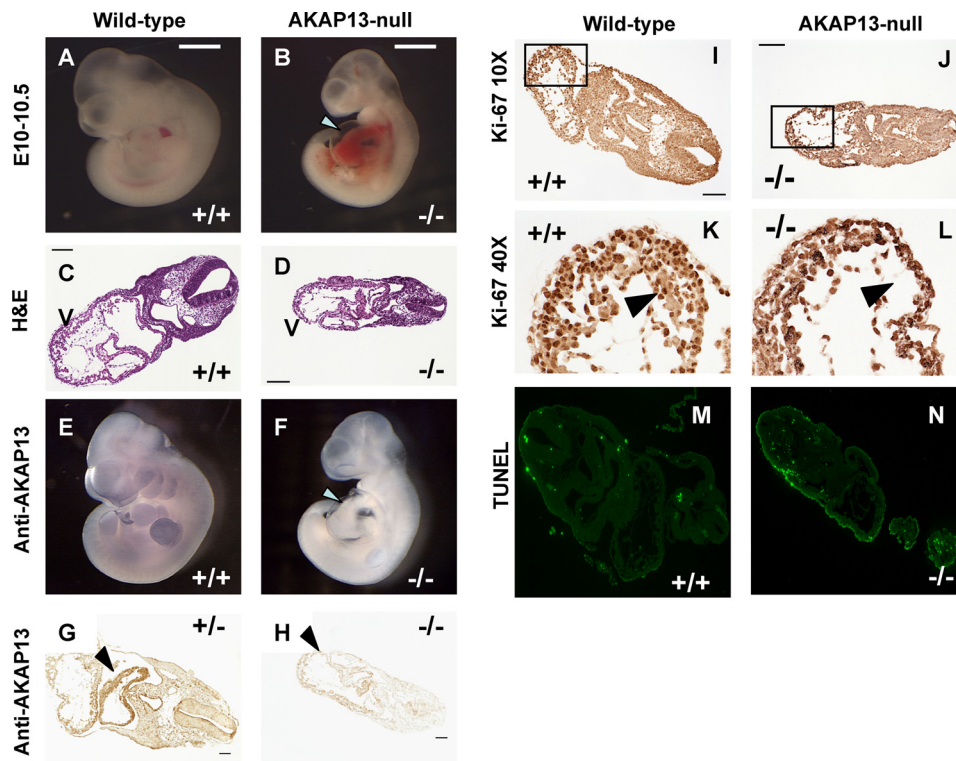 Wild-type AKAP13-null
E10-10.5
A
+/+
B
-/-
H&E
C
V
+/+
D
V
-/-
Anti-AKAP13
E
+/+
F
-/-
Anti-AKAP13
G
+/-
H
-/-
Wild-type AKAP13-null
Ki-67 10X
I
+/+
J
-/-
Ki-67 40X
+/+
K
-/-
L
TUNEL
M
+/+
N
-/-